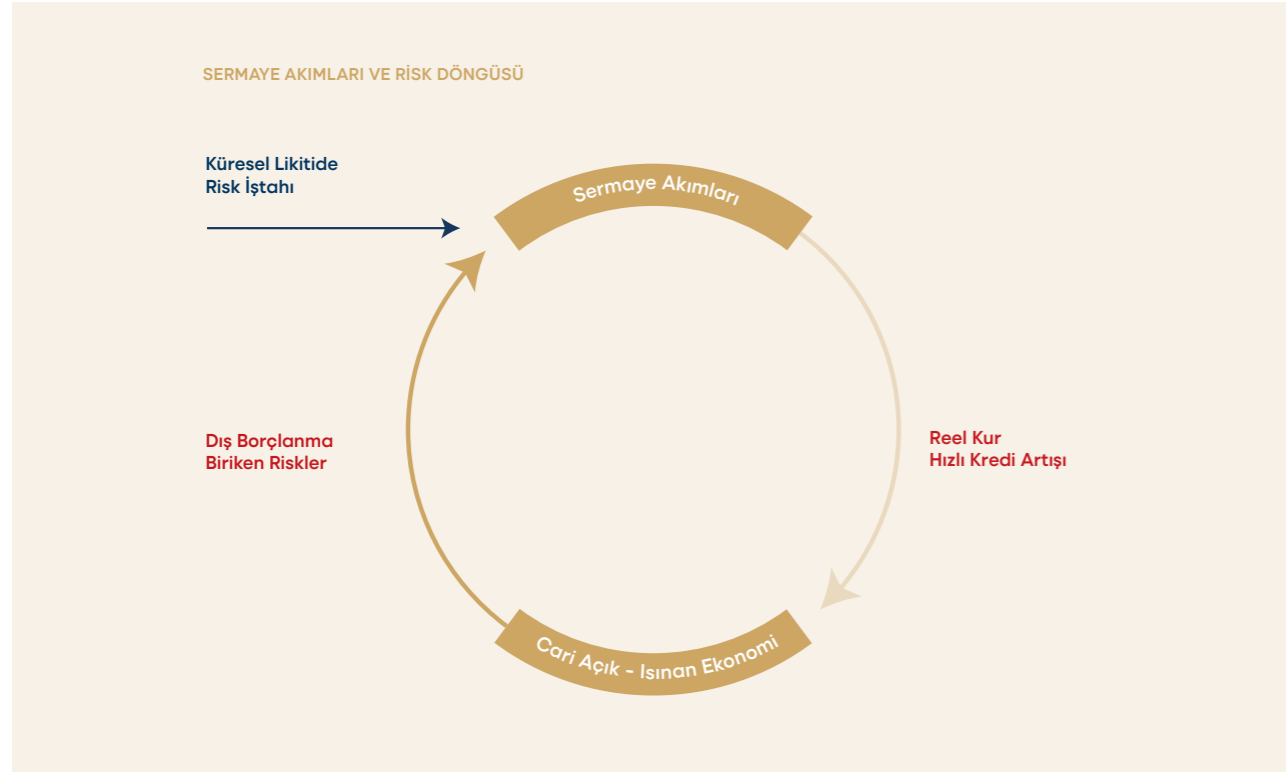 SERMAYE AKIMLARI VE RİSK DÖNGÜSÜ
Küresel Likitide
Risk İştahı
Sermaye Akımları
Dış Borçlanma
Biriken Riskler
Reel Kur
Hızlı Kredi Artışı
Cari Açık - Isınan Ekonomi